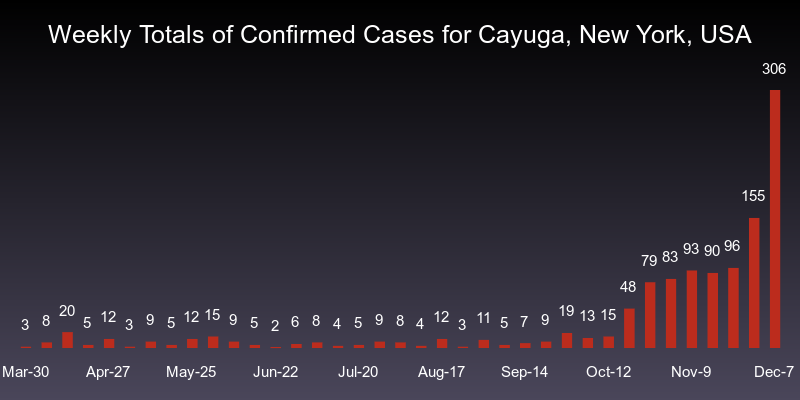 Weekly Totals of Confirmed Cases for Cayuga, New York, USA
3 8 20 5 12 3 9 5 12 15 9 5 2 6 8 4 5 9 8 4 12 3 11 5 7 9 19 13 15 48 79 83 93 90 96 155 306
Mar-30 Apr-27 May-25 Jun-22 Jul-20 Aug-17 Sep-14 Oct-12 Nov-9 Dec-7